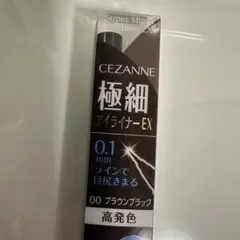 Super Sl
CEZANNE
極細
アイライナーEX
0.1
mm
ラインで
目尻きまる
00 ブラウンブラック
高発色